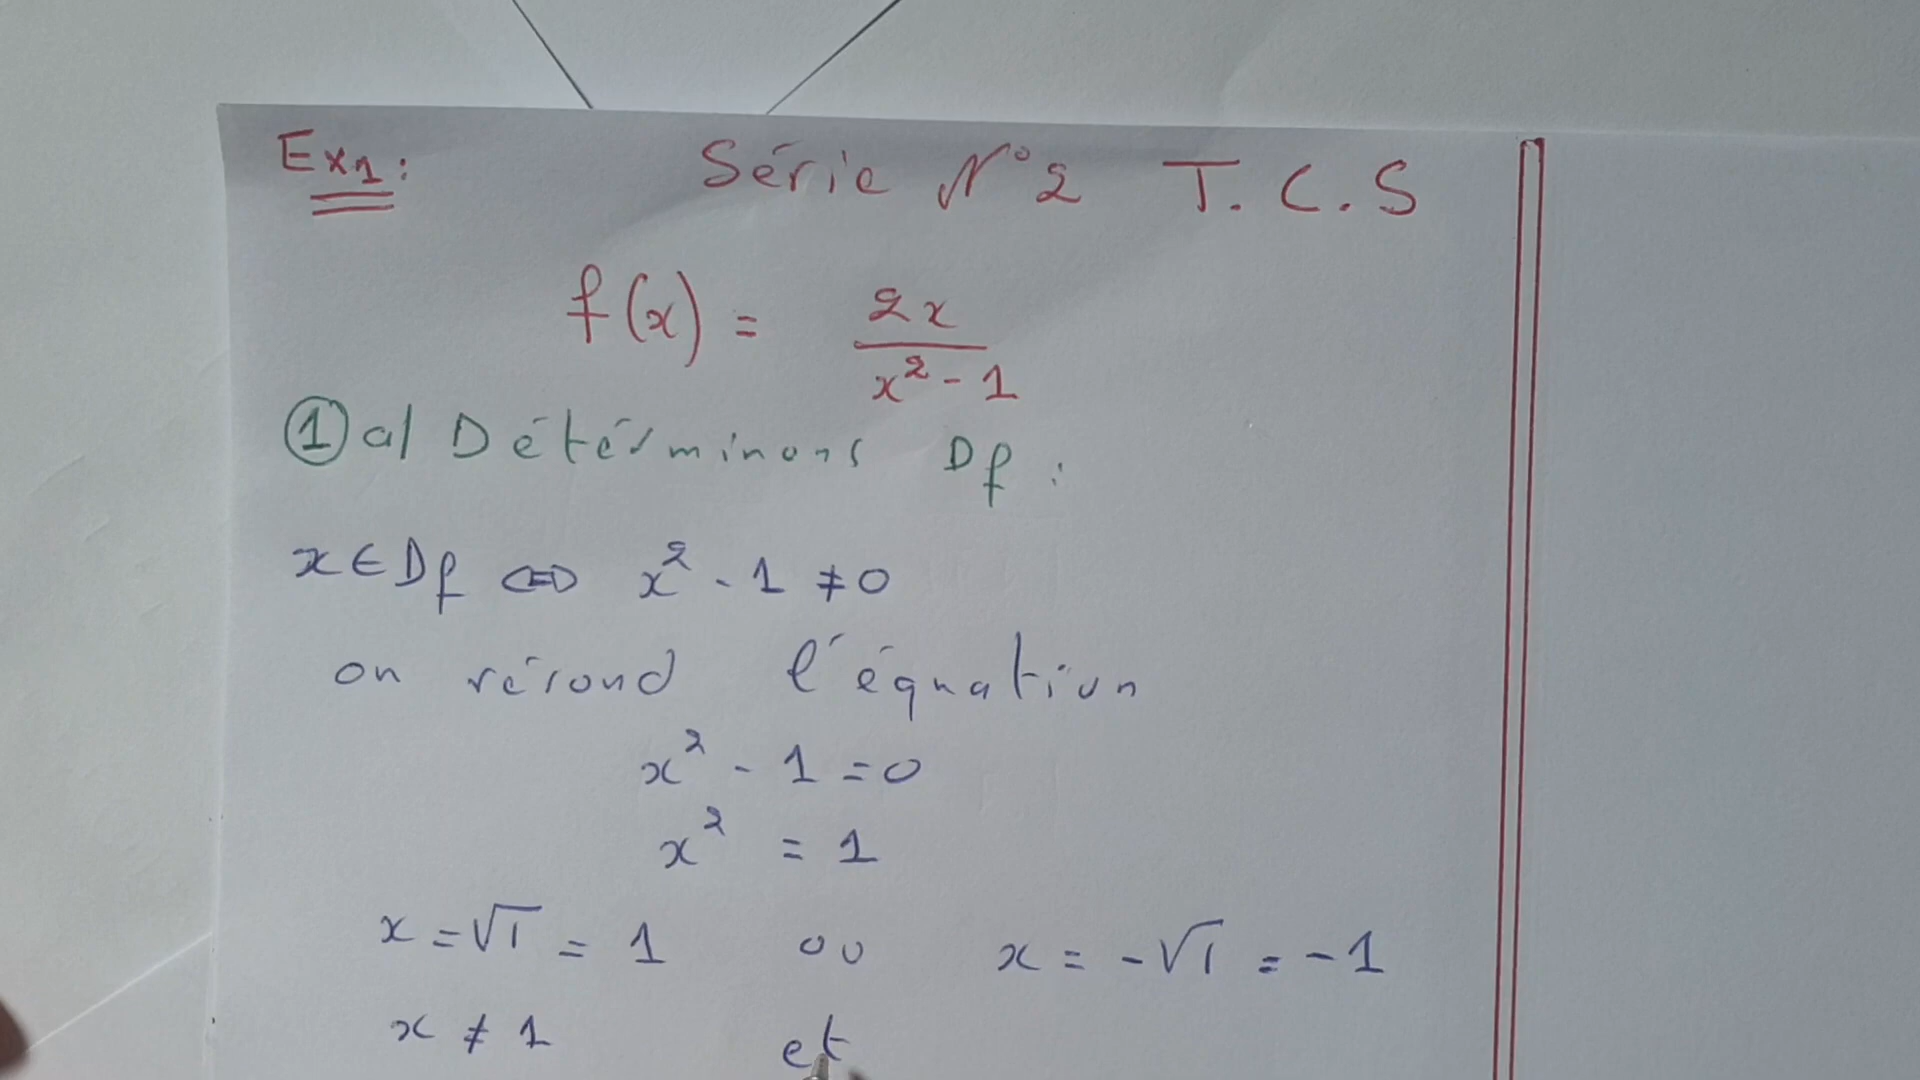 Ex1: Série N°2 T.C.S
f(x) = 2x / x² - 1
① a/ Détérminons Df :
x ∈ Df ⇔ x² - 1 ≠ 0
on résoud l'équation
x² - 1 = 0
x² = 1
x = √1 = 1 ou x = -√1 = -1
x ≠ 1 et